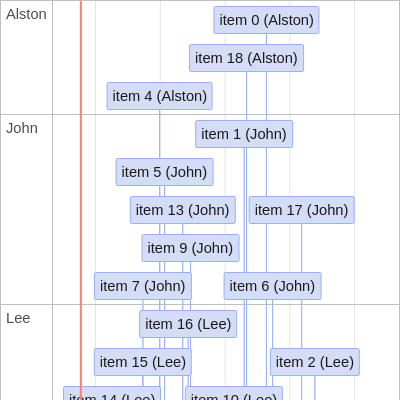 Alston
item 0 (Alston)
item 18 (Alston)
item 4 (Alston)
John
item 1 (John)
item 5 (John)
item 13 (John)
item 17 (John)
item 9 (John)
item 7 (John)
item 6 (John)
Lee
item 16 (Lee)
item 15 (Lee)
item 2 (Lee)
item 14 (Lee)
item 10 (Lee)